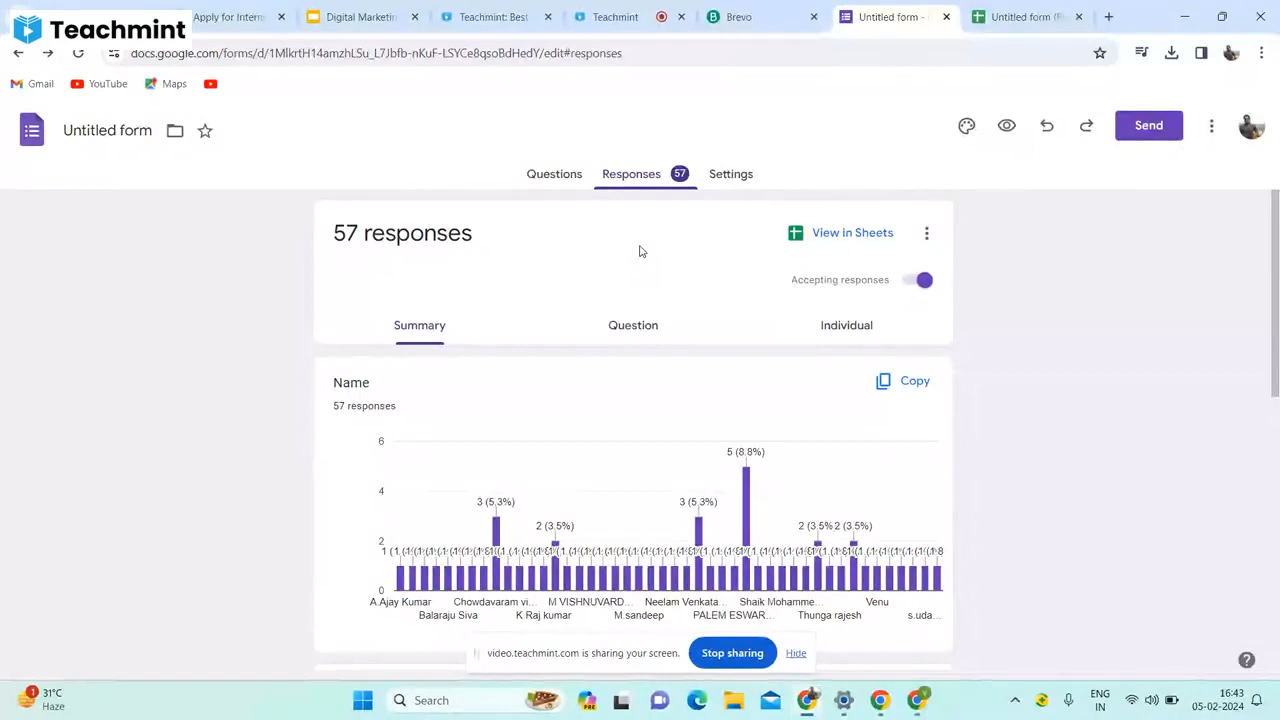 Teachmint
Apply for Intern
Digital Marketin
Teachmint: Best
Teachmint
Brevo
Untitled form -
Untitled form (R
docs.google.com/forms/d/1MlkrtH14amzhLSu_L7Jbfb-nKuF-LSYCe8qsoBdHedY/edit#responses
Gmail
YouTube
Maps
Untitled form
Send
Questions
Responses 57
Settings
57 responses
View in Sheets
Accepting responses
Summary
Question
Individual
Name
Copy
57 responses
6
5 (8.8%)
4
3 (5.3%)
3 (5.3%)
2 (3.5%)
2 (3.5%
2 (3.5%)
2
0
A.Ajay Kumar
Chowdavaram vi...
M VISHNUVARD...
Neelam Venkata...
Shaik Mohamme...
Venu
Balaraju Siva
K Raj kumar
M.sandeep
PALEM ESWAR...
Thunga rajesh
s.uda...
video.teachmint.com is sharing your screen.
Stop sharing
Hide
1
31°C
Haze
Search
ENG
IN
16:43
05-02-2024